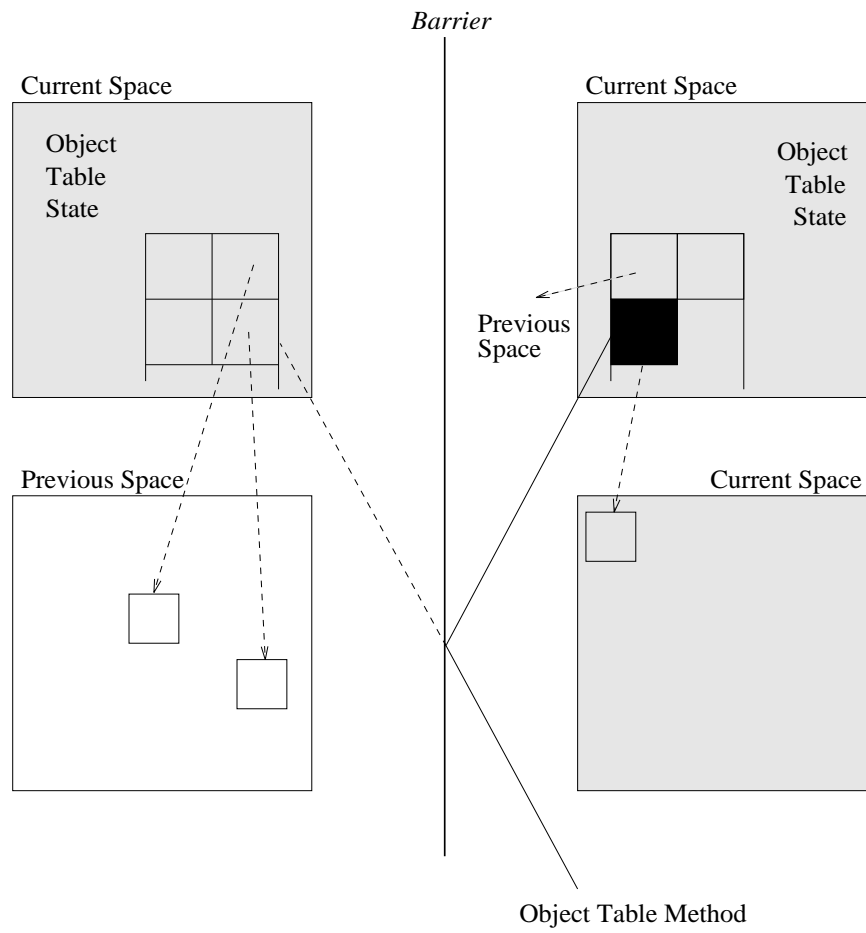 Barrier
Current Space
Object
Table
State
Current Space
Object
Table
State
Previous
Space
Previous Space
Current Space
Object Table Method